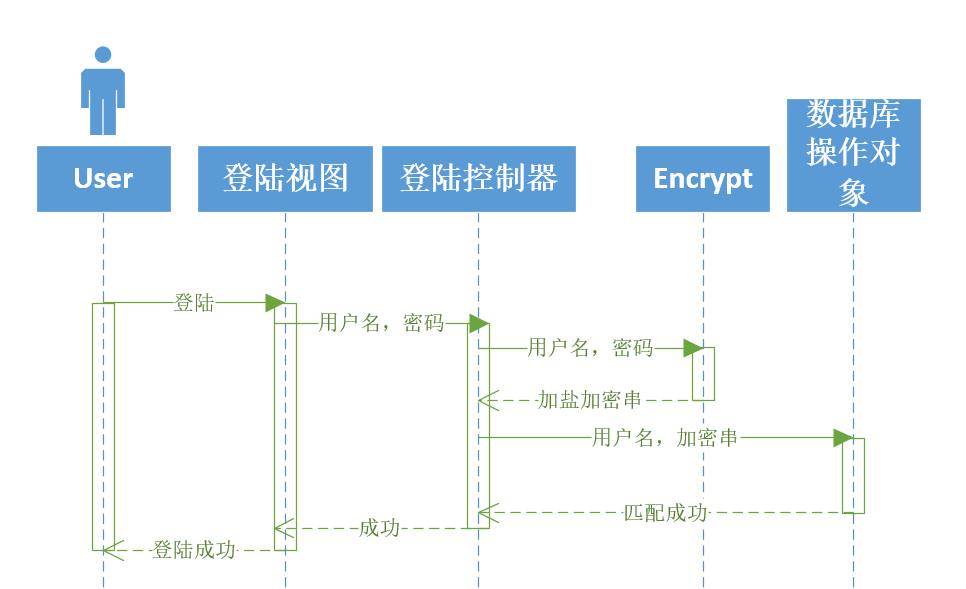 User
登陆视图
登陆控制器
Encrypt
数据库
操作对
象
登陆
用户名，密码
用户名，密码
加盐加密串
用户名，加密串
匹配成功
成功
登陆成功